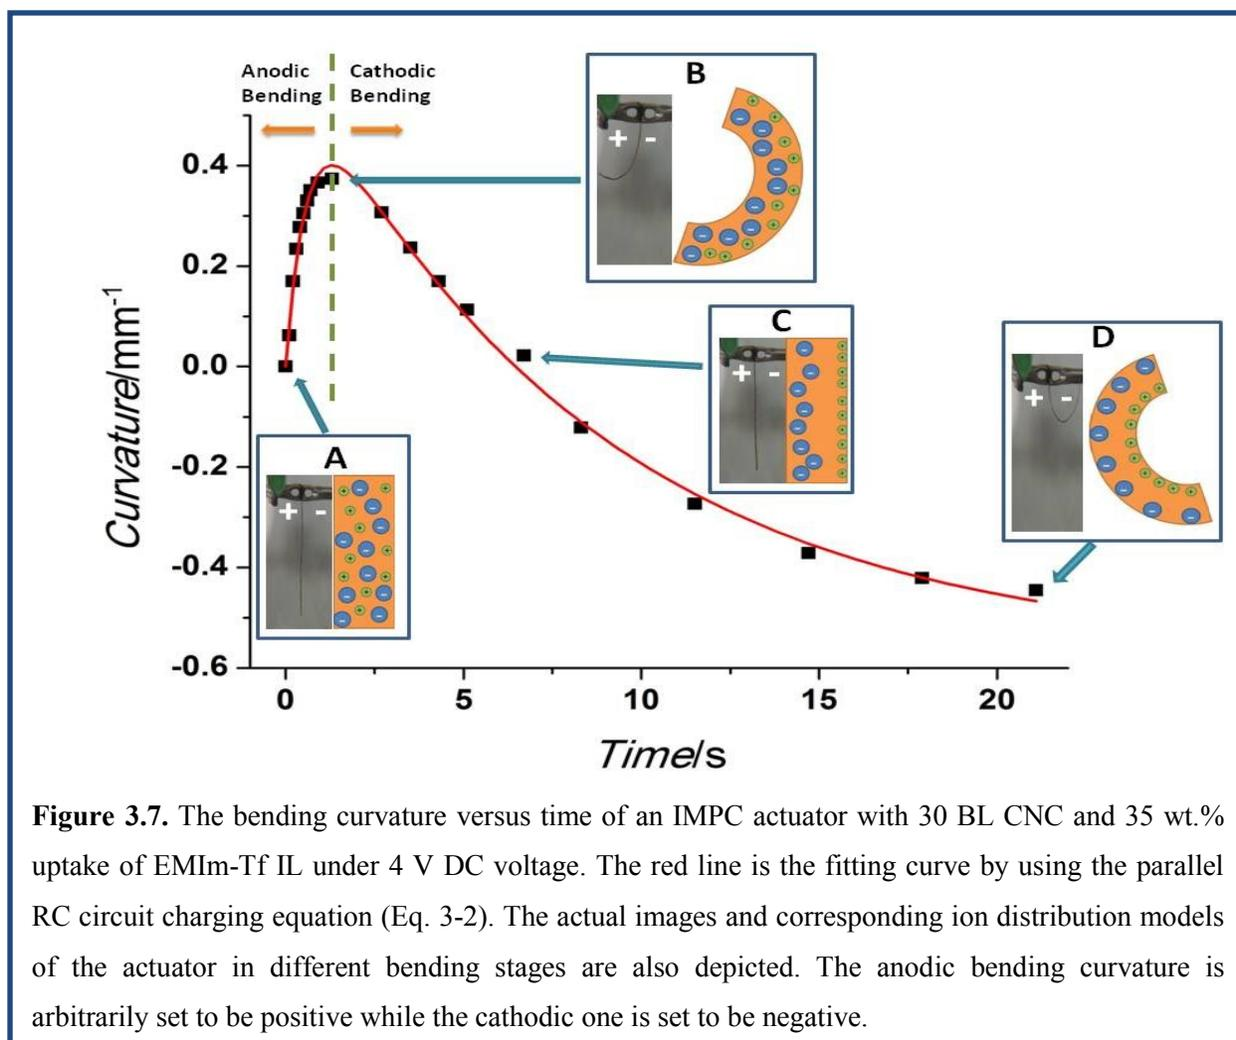 Anodic Bending
Cathodic Bending
B
+ -
C
+ -
D
+ -
A
+ -
0.4
0.2
0.0
-0.2
-0.4
-0.6
Curvature/mm⁻¹
0 5 10 15 20
Time/s
Figure 3.7. The bending curvature versus time of an IMPC actuator with 30 BL CNC and 35 wt.%
uptake of EMIm-Tf IL under 4 V DC voltage. The red line is the fitting curve by using the parallel
RC circuit charging equation (Eq. 3-2). The actual images and corresponding ion distribution models
of the actuator in different bending stages are also depicted. The anodic bending curvature is
arbitrarily set to be positive while the cathodic one is set to be negative.